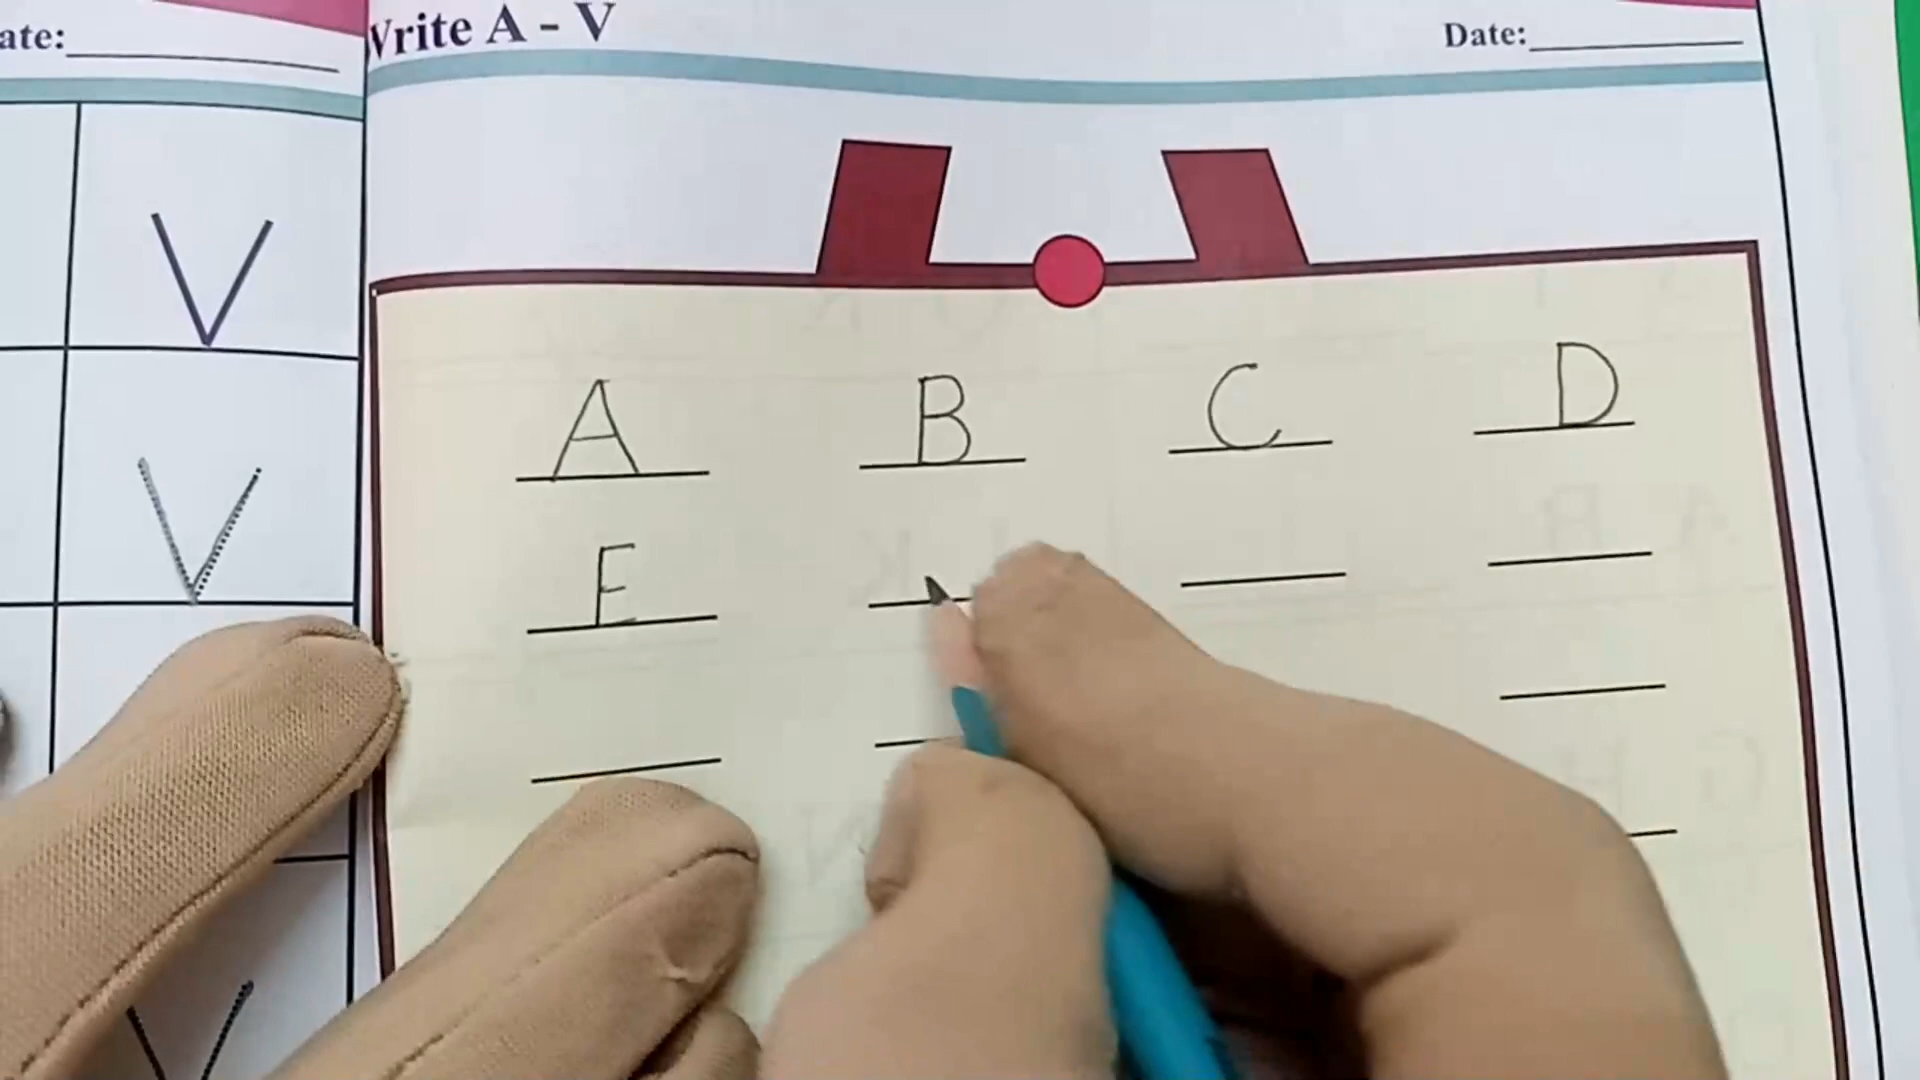 ate:
Write A - V
Date:
V
V
V
A B C D
E